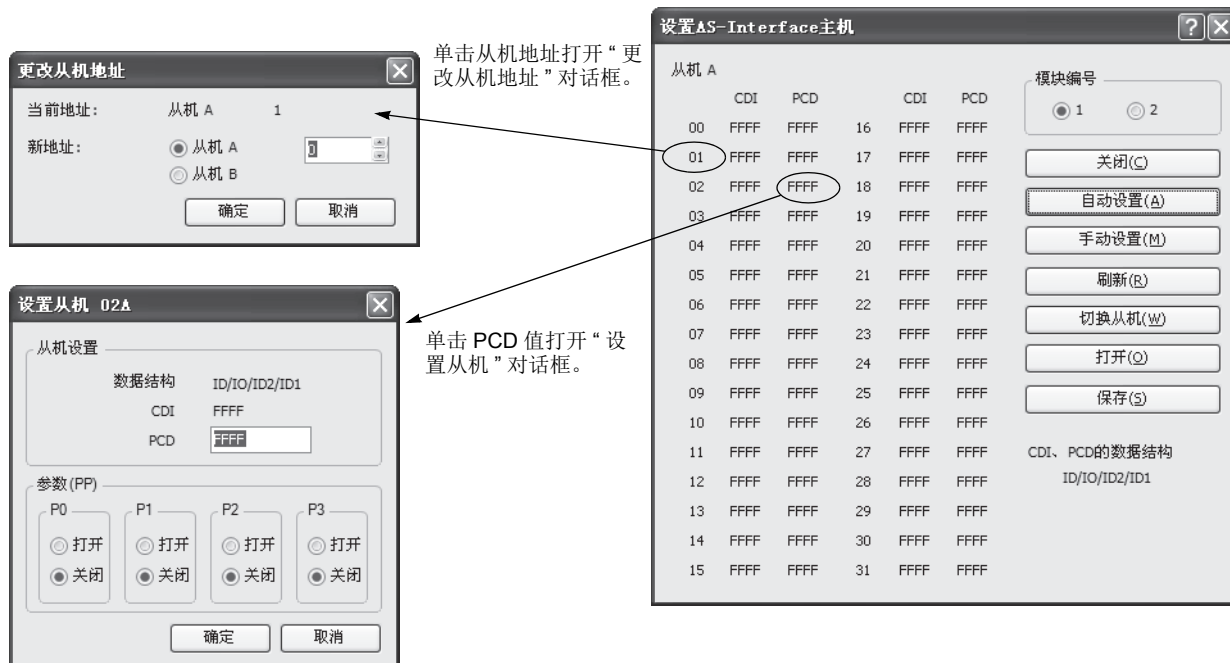 更改从机地址
当前地址: 从机 A 1
新地址: 从机 A 0
从机 B
确定 取消
单击从机地址打开“更
改从机地址”对话框。
设置从机 02A
从机设置
数据结构 ID/IO/ID2/ID1
CDI FFFF
PCD FFFF
参数(PP)
P0 P1 P2 P3
打开 打开 打开 打开
关闭 关闭 关闭 关闭
确定 取消
单击 PCD 值打开“设
置从机”对话框。
设置AS-Interface主机
从机 A
CDI PCD CDI PCD
00 FFFF FFFF 16 FFFF FFFF
01 FFFF FFFF 17 FFFF FFFF
02 FFFF FFFF 18 FFFF FFFF
03 FFFF FFFF 19 FFFF FFFF
04 FFFF FFFF 20 FFFF FFFF
05 FFFF FFFF 21 FFFF FFFF
06 FFFF FFFF 22 FFFF FFFF
07 FFFF FFFF 23 FFFF FFFF
08 FFFF FFFF 24 FFFF FFFF
09 FFFF FFFF 25 FFFF FFFF
10 FFFF FFFF 26 FFFF FFFF
11 FFFF FFFF 27 FFFF FFFF
12 FFFF FFFF 28 FFFF FFFF
13 FFFF FFFF 29 FFFF FFFF
14 FFFF FFFF 30 FFFF FFFF
15 FFFF FFFF 31 FFFF FFFF
模块编号
1 2
关闭(C)
自动设置(A)
手动设置(M)
刷新(R)
切换从机(W)
打开(O)
保存(S)
CDI、PCD的数据结构
ID/IO/ID2/ID1